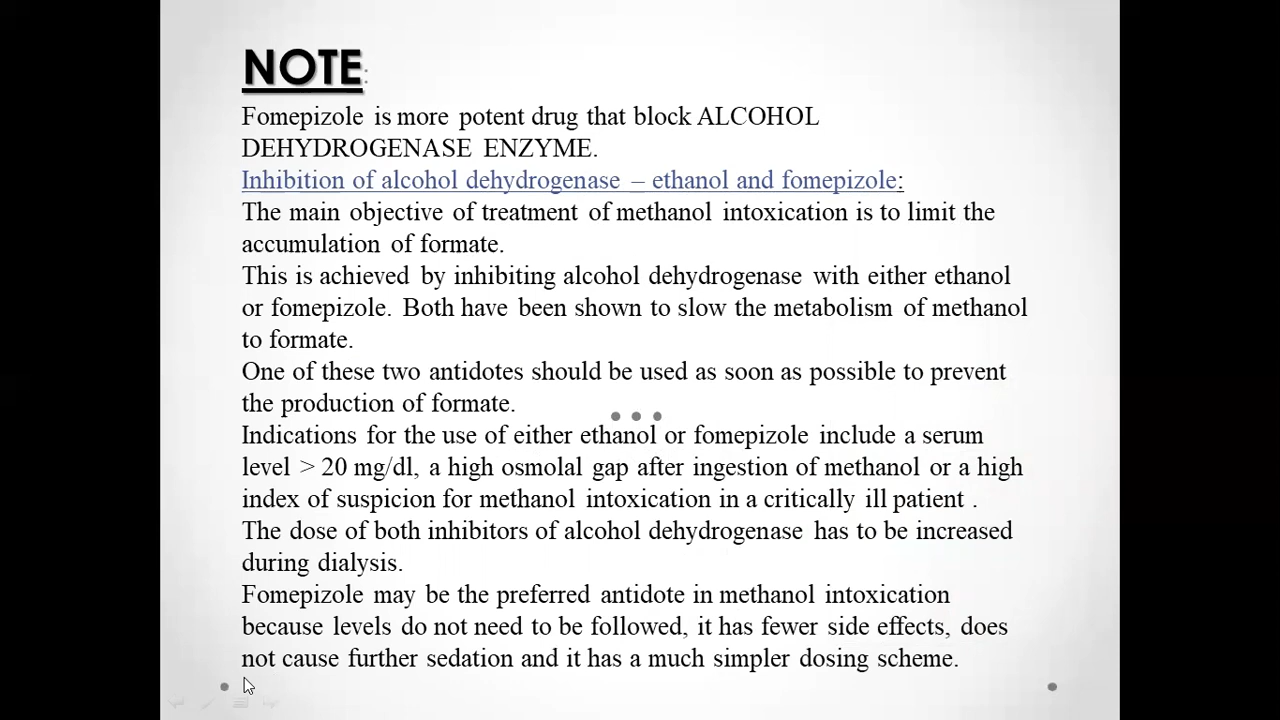 NOTE:
Fomepizole is more potent drug that block ALCOHOL
DEHYDROGENASE ENZYME.
Inhibition of alcohol dehydrogenase – ethanol and fomepizole:
The main objective of treatment of methanol intoxication is to limit the
accumulation of formate.
This is achieved by inhibiting alcohol dehydrogenase with either ethanol
or fomepizole. Both have been shown to slow the metabolism of methanol
to formate.
One of these two antidotes should be used as soon as possible to prevent
the production of formate.
Indications for the use of either ethanol or fomepizole include a serum
level > 20 mg/dl, a high osmolal gap after ingestion of methanol or a high
index of suspicion for methanol intoxication in a critically ill patient .
The dose of both inhibitors of alcohol dehydrogenase has to be increased
during dialysis.
Fomepizole may be the preferred antidote in methanol intoxication
because levels do not need to be followed, it has fewer side effects, does
not cause further sedation and it has a much simpler dosing scheme.